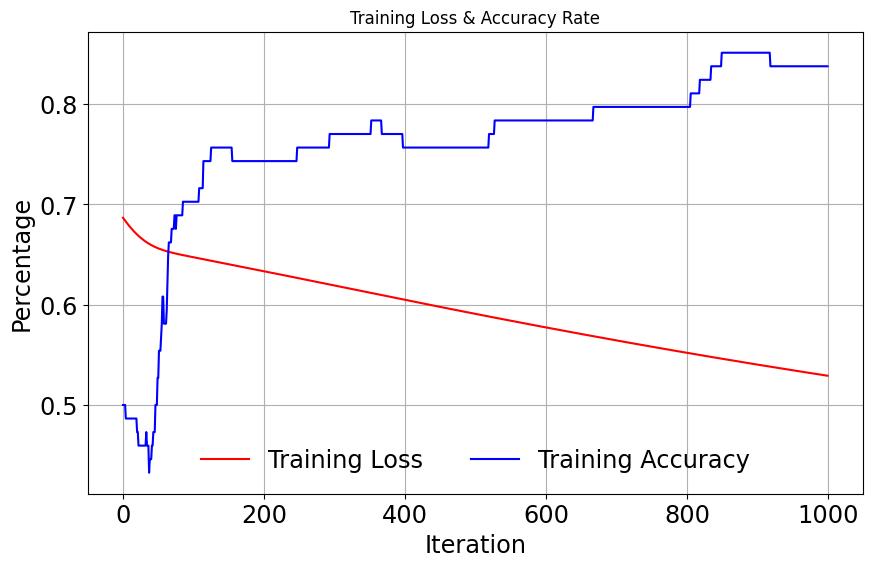 Training Loss & Accuracy Rate
Percentage
0.8
0.7
0.6
0.5
Training Loss
Training Accuracy
0 200 400 600 800 1000
Iteration